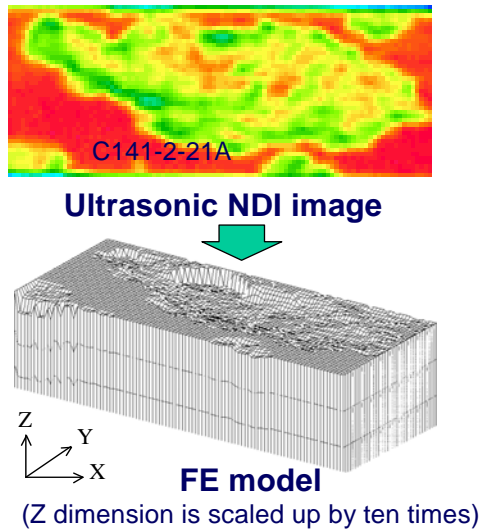 C141-2-21A
Ultrasonic NDI image
Z
Y
X
FE model
(Z dimension is scaled up by ten times)